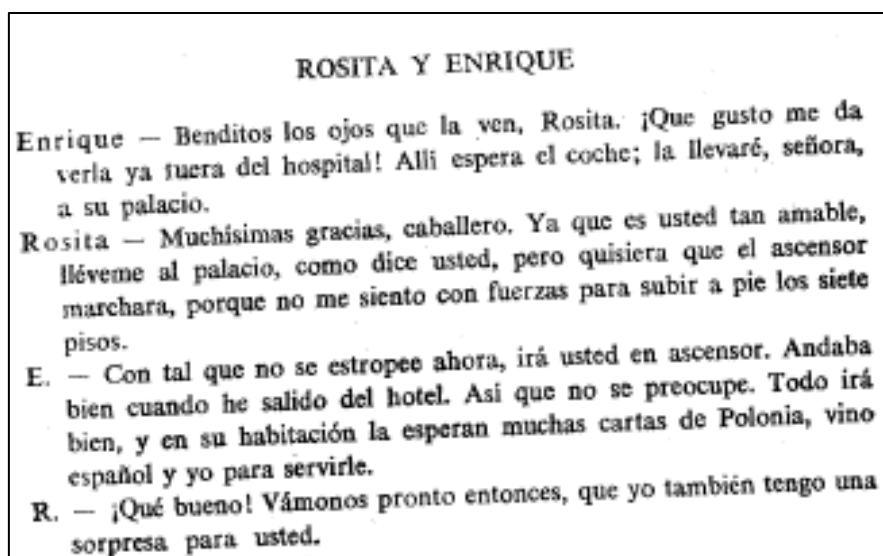 ROSITA Y ENRIQUE
Enrique — Benditos los ojos que la ven, Rosita. ¡Que gusto me da
verla ya fuera del hospital! Alli espera el coche; la llevaré, señora,
a su palacio.
Rosita — Muchísimas gracias, caballero. Ya que es usted tan amable,
lléveme al palacio, como dice usted, pero quisiera que el ascensor
marchara, porque no me siento con fuerzas para subir a pie los siete
pisos.
E. — Con tal que no se estropee ahora, irá usted en ascensor. Andaba
bien cuando he salido del hotel. Asi que no se preocupe. Todo irá
bien, y en su habitación la esperan muchas cartas de Polonia, vino
español y yo para servirle.
R. — ¡Qué bueno! Vámonos pronto entonces, que yo también tengo una
sorpresa para usted.